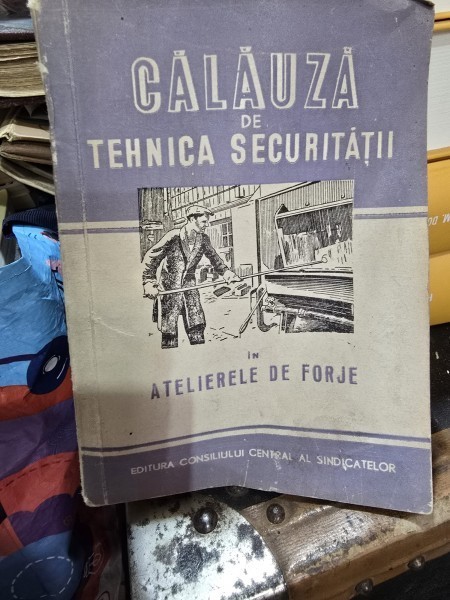 CĂLĂUZĂ
DE
TEHNICA SECURITĂȚII
ÎN
ATELIERELE DE FORJE
EDITURA CONSILIULUI CENTRAL AL SINDICATELOR